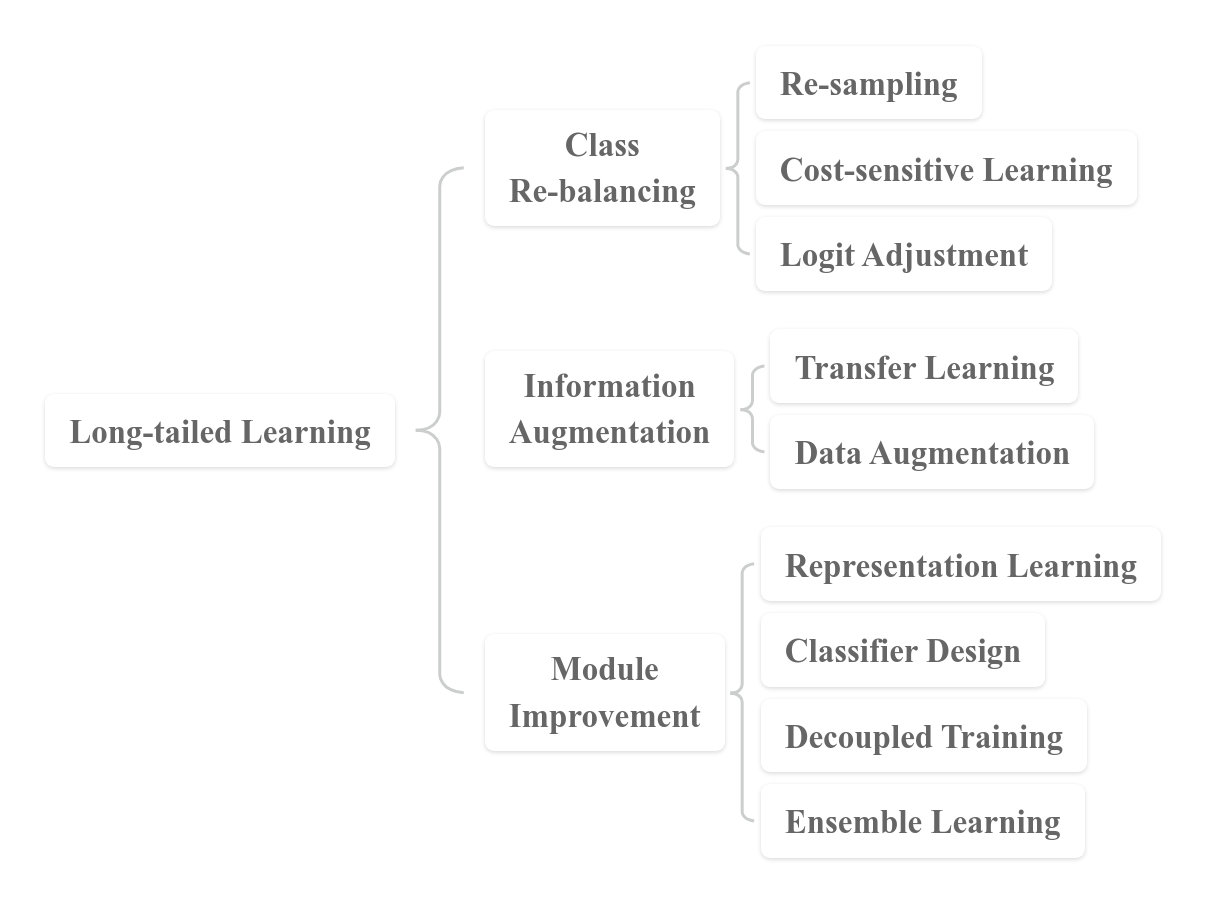 Long-tailed Learning
Class
Re-balancing
Re-sampling
Cost-sensitive Learning
Logit Adjustment
Information
Augmentation
Transfer Learning
Data Augmentation
Module
Improvement
Representation Learning
Classifier Design
Decoupled Training
Ensemble Learning